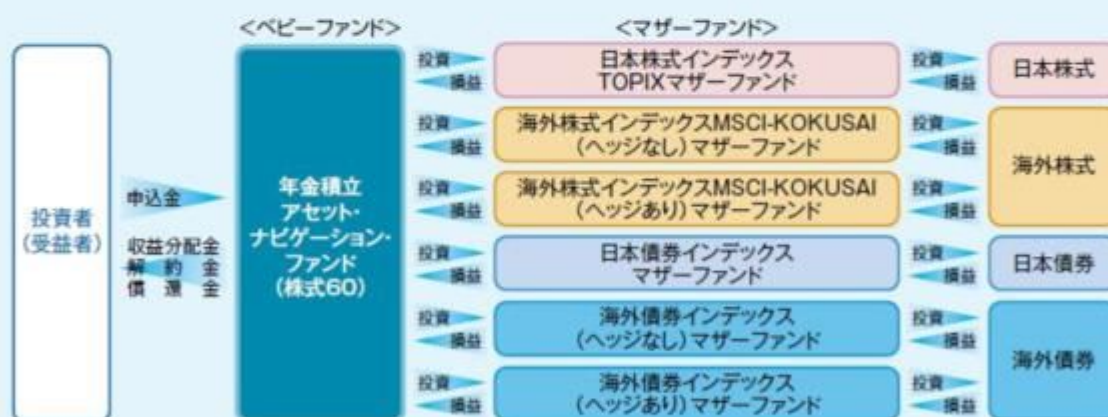 <ベビーファンド>
<マザーファンド>
投資者
(受益者)
申込金
収益分配金
解約金
償還金
年金積立
アセット・
ナビゲーション・
ファンド
(株式60)
投資
損益
日本株式インデックス
TOPIXマザーファンド
投資
損益
日本株式
投資
損益
海外株式インデックスMSCI-KOKUSAI
(ヘッジなし)マザーファンド
投資
損益
海外株式
投資
損益
海外株式インデックスMSCI-KOKUSAI
(ヘッジあり)マザーファンド
投資
損益
投資
損益
日本債券インデックス
マザーファンド
投資
損益
日本債券
投資
損益
海外債券インデックス
(ヘッジなし)マザーファンド
投資
損益
海外債券
投資
損益
海外債券インデックス
(ヘッジあり)マザーファンド
投資
損益